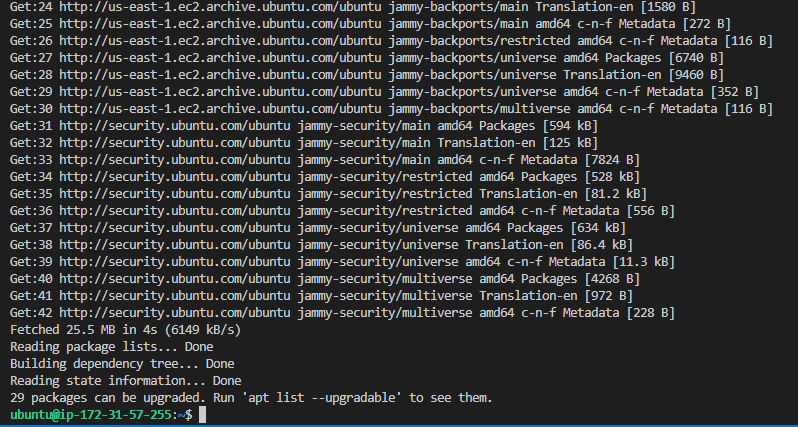 Get:24 http://us-east-1.ec2.archive.ubuntu.com/ubuntu jammy-backports/main Translation-en [1580 B]
Get:25 http://us-east-1.ec2.archive.ubuntu.com/ubuntu jammy-backports/main amd64 c-n-f Metadata [272 B]
Get:26 http://us-east-1.ec2.archive.ubuntu.com/ubuntu jammy-backports/restricted amd64 c-n-f Metadata [116 B]
Get:27 http://us-east-1.ec2.archive.ubuntu.com/ubuntu jammy-backports/universe amd64 Packages [6740 B]
Get:28 http://us-east-1.ec2.archive.ubuntu.com/ubuntu jammy-backports/universe Translation-en [9460 B]
Get:29 http://us-east-1.ec2.archive.ubuntu.com/ubuntu jammy-backports/universe amd64 c-n-f Metadata [352 B]
Get:30 http://us-east-1.ec2.archive.ubuntu.com/ubuntu jammy-backports/multiverse amd64 c-n-f Metadata [116 B]
Get:31 http://security.ubuntu.com/ubuntu jammy-security/main amd64 Packages [594 kB]
Get:32 http://security.ubuntu.com/ubuntu jammy-security/main Translation-en [125 kB]
Get:33 http://security.ubuntu.com/ubuntu jammy-security/main amd64 c-n-f Metadata [7824 B]
Get:34 http://security.ubuntu.com/ubuntu jammy-security/restricted amd64 Packages [528 kB]
Get:35 http://security.ubuntu.com/ubuntu jammy-security/restricted Translation-en [81.2 kB]
Get:36 http://security.ubuntu.com/ubuntu jammy-security/restricted amd64 c-n-f Metadata [556 B]
Get:37 http://security.ubuntu.com/ubuntu jammy-security/universe amd64 Packages [634 kB]
Get:38 http://security.ubuntu.com/ubuntu jammy-security/universe Translation-en [86.4 kB]
Get:39 http://security.ubuntu.com/ubuntu jammy-security/universe amd64 c-n-f Metadata [11.3 kB]
Get:40 http://security.ubuntu.com/ubuntu jammy-security/multiverse amd64 Packages [4268 B]
Get:41 http://security.ubuntu.com/ubuntu jammy-security/multiverse Translation-en [972 B]
Get:42 http://security.ubuntu.com/ubuntu jammy-security/multiverse amd64 c-n-f Metadata [228 B]
Fetched 25.5 MB in 4s (6149 kB/s)
Reading package lists... Done
Building dependency tree... Done
Reading state information... Done
29 packages can be upgraded. Run 'apt list --upgradable' to see them.
ubuntu@ip-172-31-57-255:~$